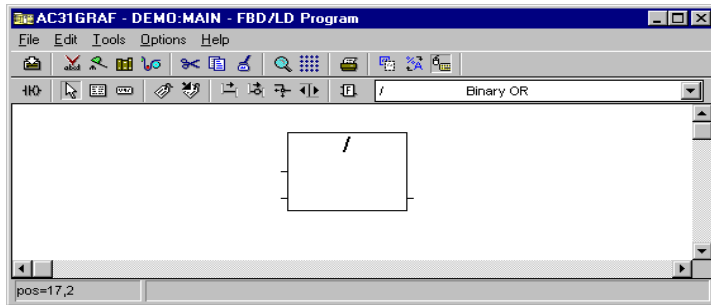 AC31GRAF - DEMO:MAIN - FBD/LD Program
File Edit Tools Options Help
/ Binary OR
/
pos=17,2